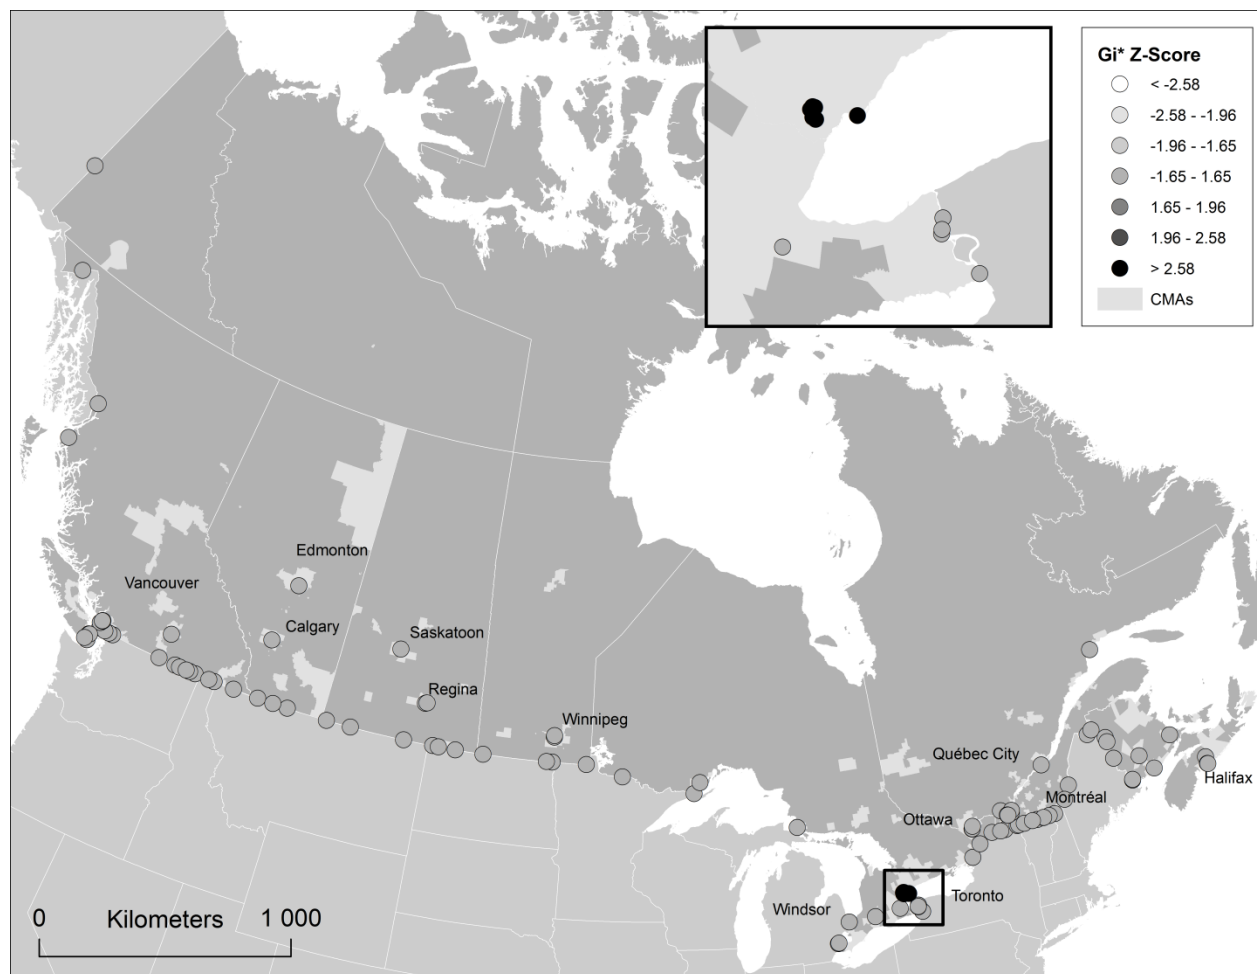 Gi* Z-Score
< -2.58
-2.58 - -1.96
-1.96 - -1.65
-1.65 - 1.65
1.65 - 1.96
1.96 - 2.58
> 2.58
CMAs
Edmonton
Vancouver
Calgary
Saskatoon
Regina
Winnipeg
Québec City
Halifax
Montréal
Ottawa
Toronto
Windsor
0 Kilometers 1 000